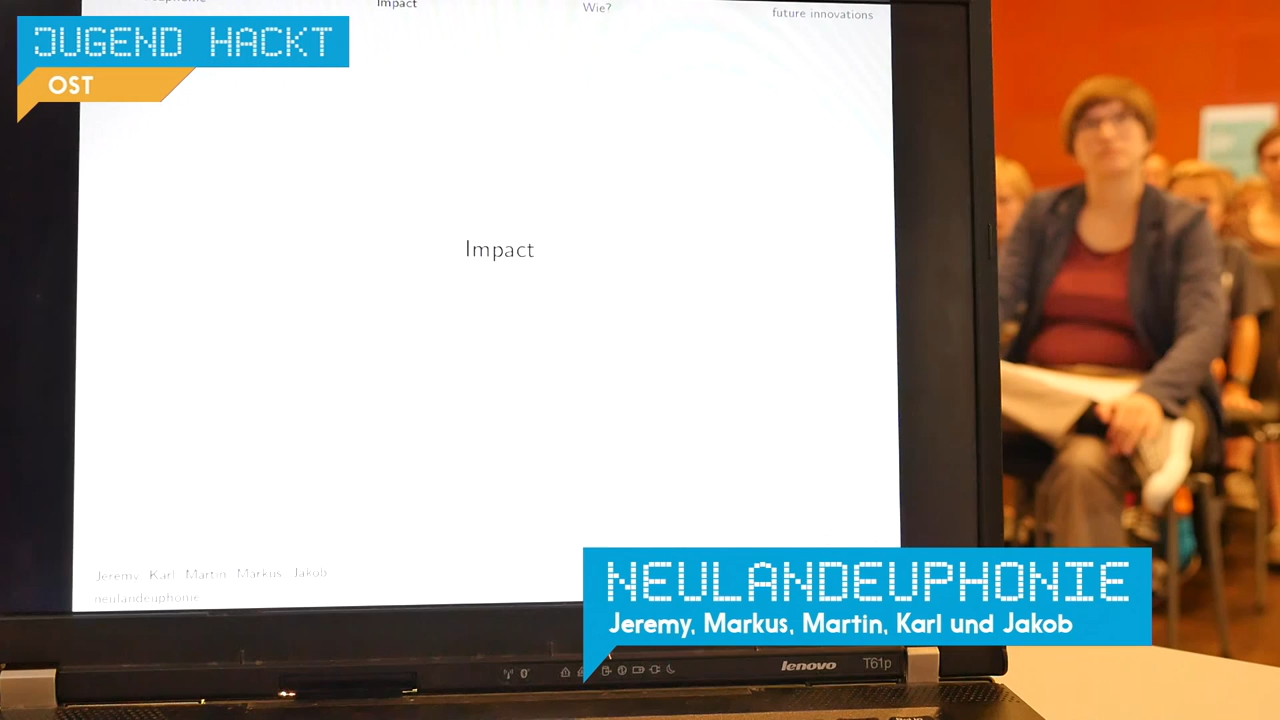 Impact
Wie?
future innovations
JUGEND HACKT
OST
Impact
Jeremy Karl Martin Markus Jakob
neulandeuphonie
NEULANDEUPHONIE
Jeremy, Markus, Martin, Karl und Jakob
lenovo T61p